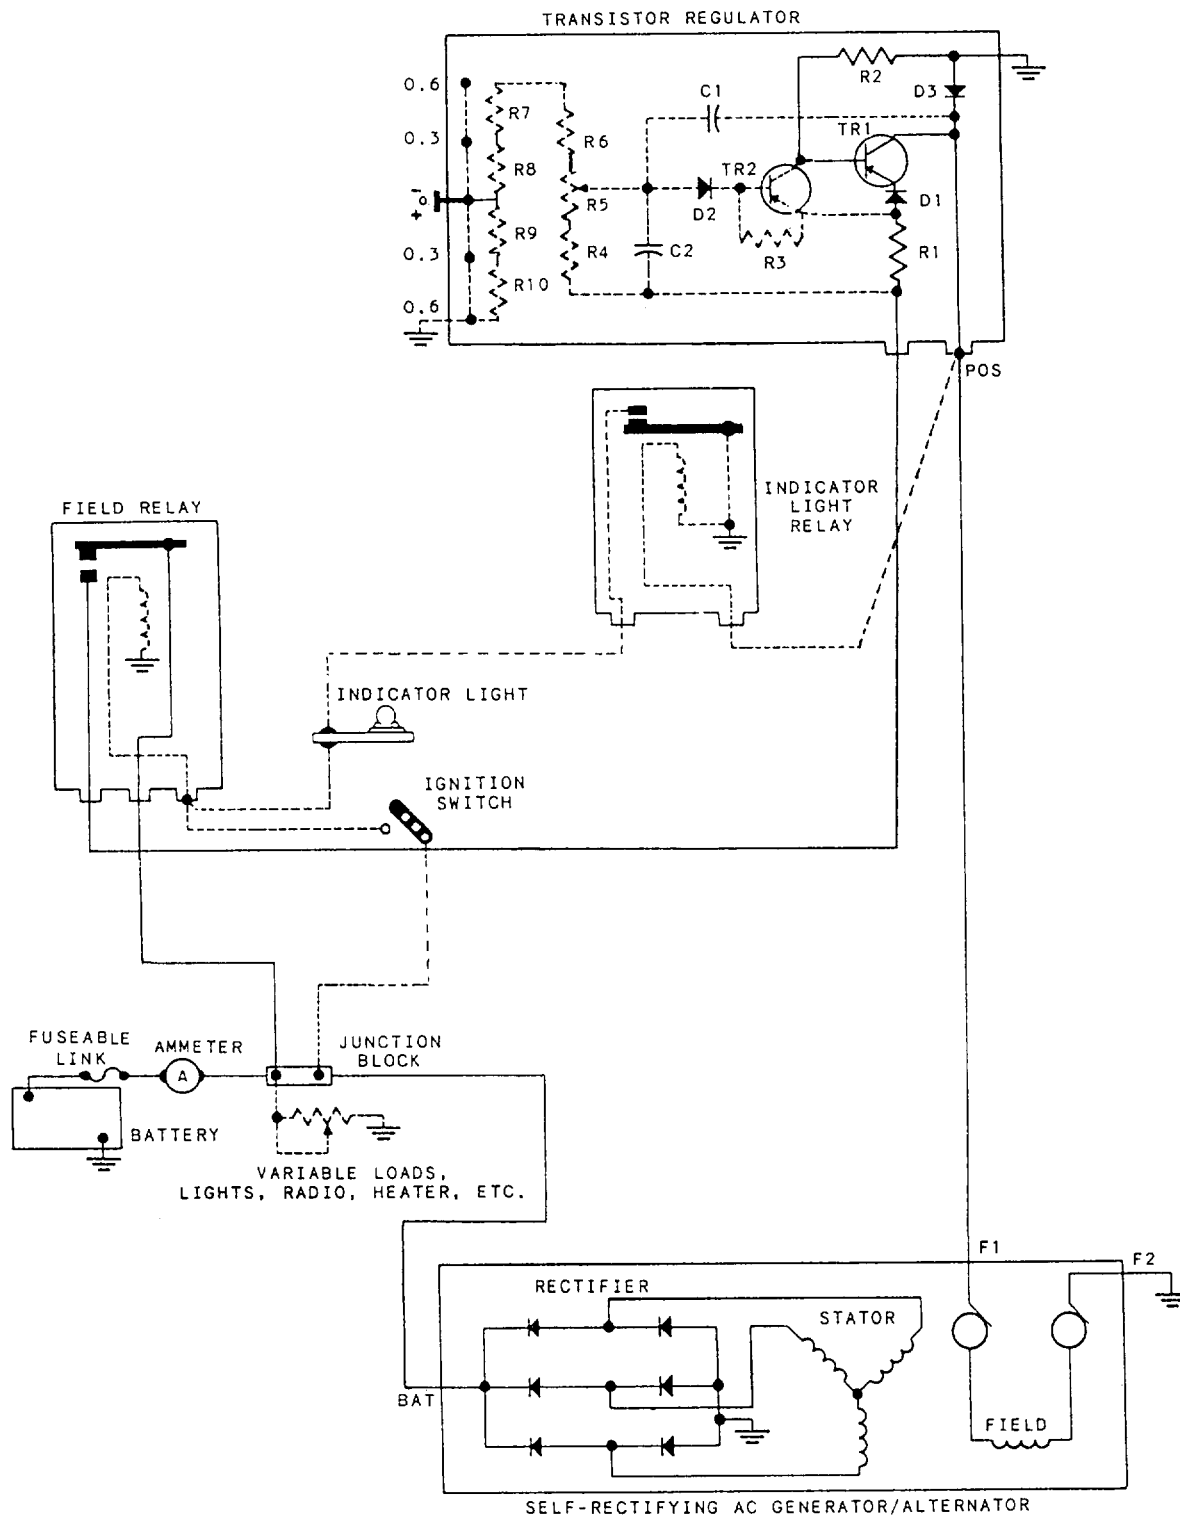 TRANSISTOR REGULATOR
R2
0.6
C1
D3
R7
0.3
TR1
R6
R8
TR2
-
0
+
R5
D2
D1
R9
0.3
R4
C2
R3
R1
R10
0.6
POS
INDICATOR
LIGHT
RELAY
FIELD RELAY
INDICATOR LIGHT
IGNITION
SWITCH
FUSEABLE
LINK
AMMETER
A
JUNCTION
BLOCK
BATTERY
VARIABLE LOADS,
LIGHTS, RADIO, HEATER, ETC.
F1
F2
RECTIFIER
STATOR
BAT
FIELD
SELF-RECTIFYING AC GENERATOR/ALTERNATOR